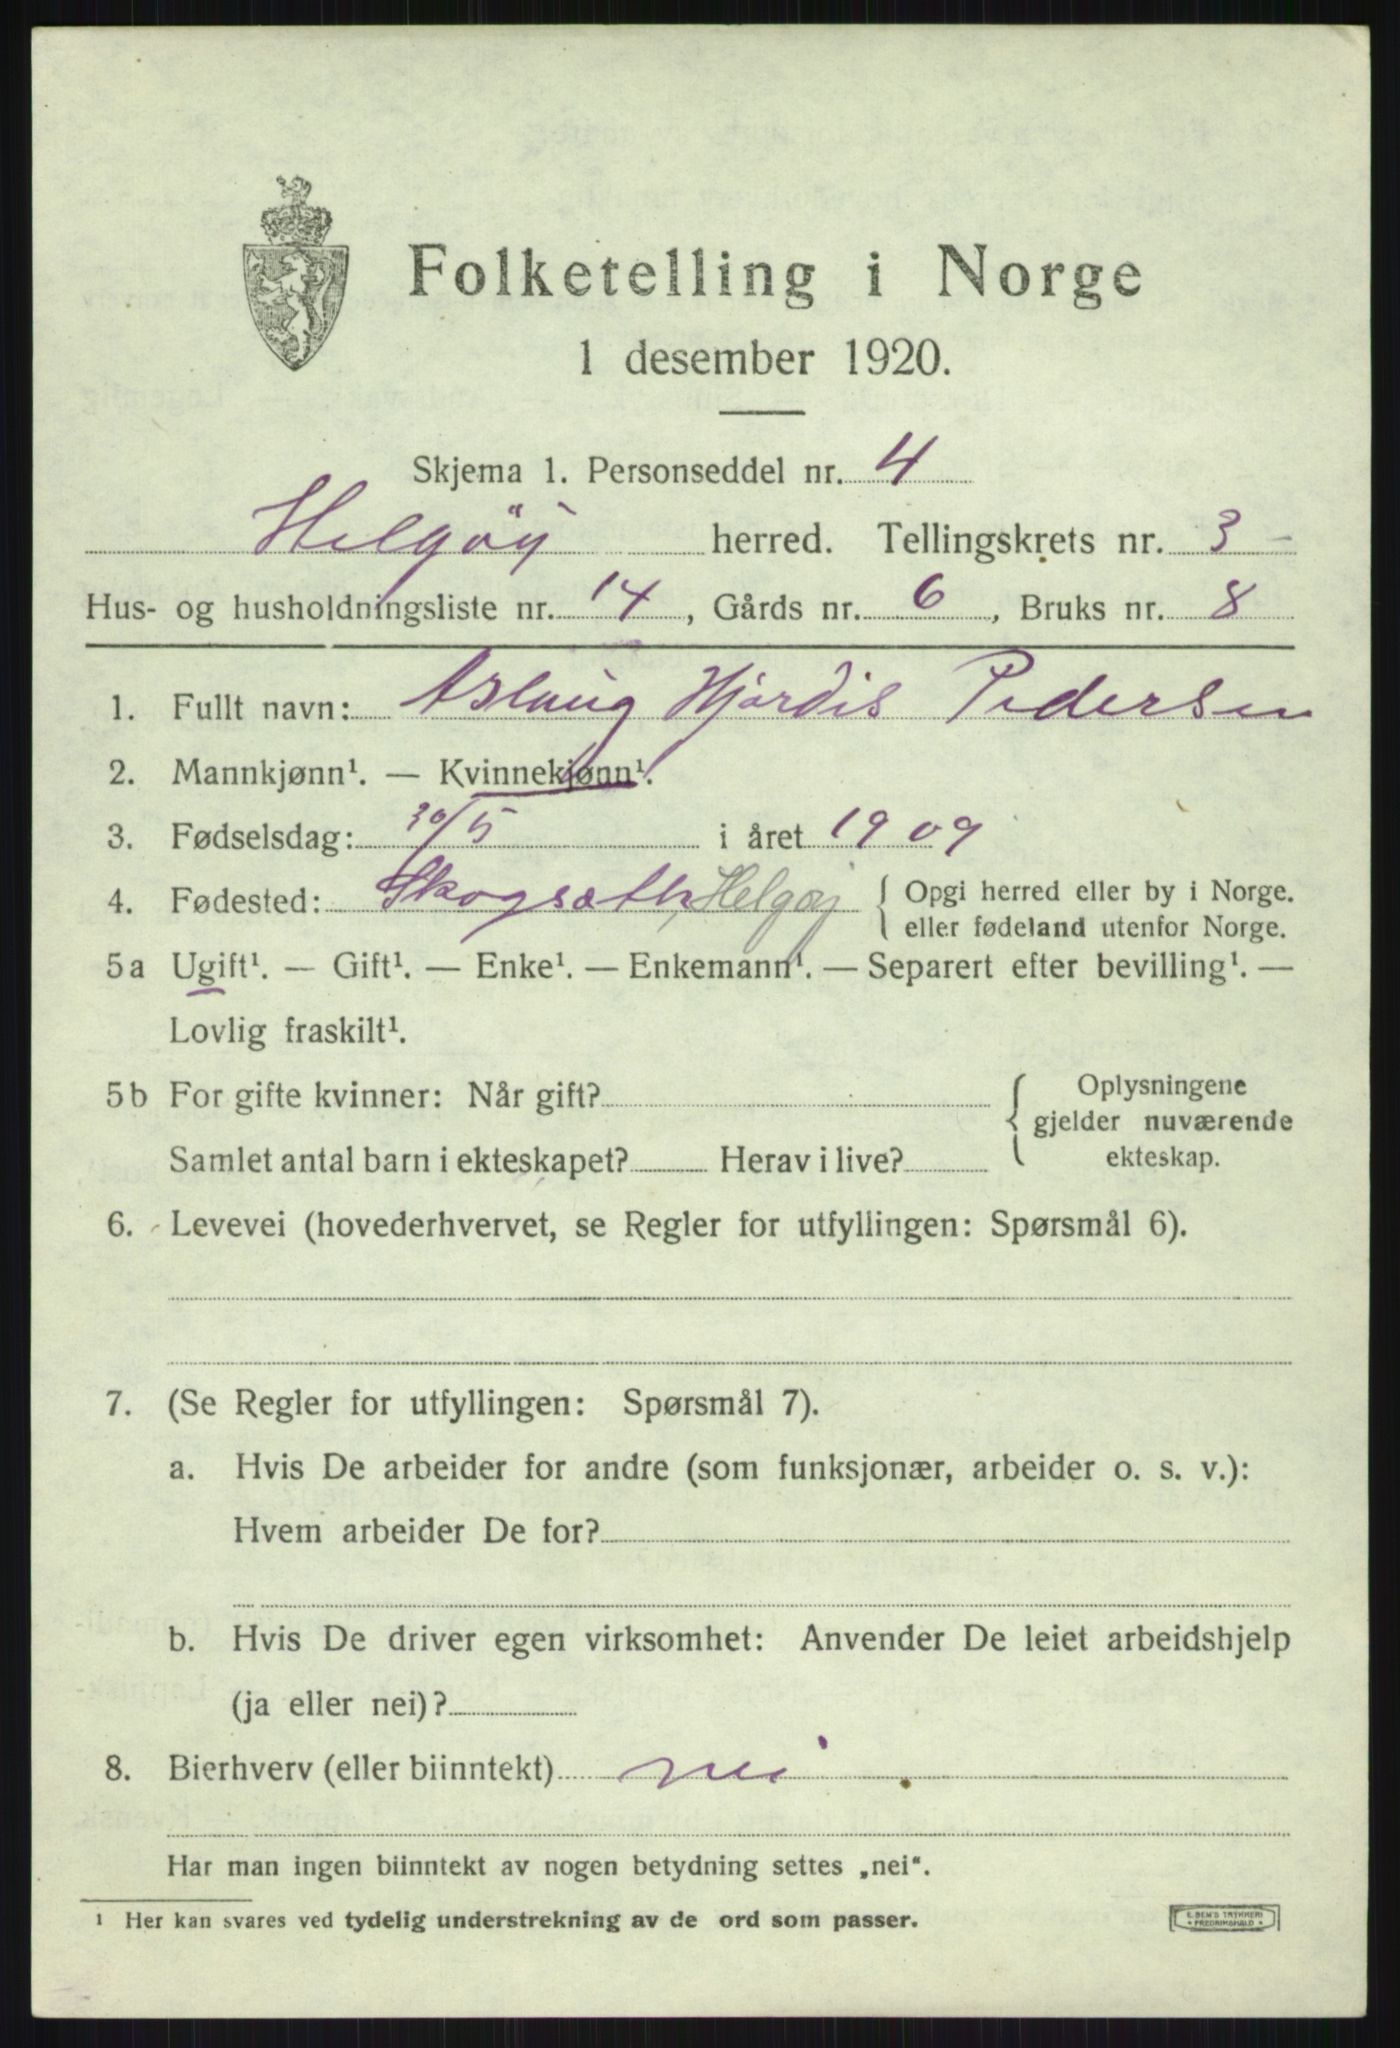 Folketelling i Norge
1 desember 1920.
Skjema 1. Personseddel nr. 4
Helgøy herred. Tellingskrets nr. 3
Hus- og husholdningsliste nr. 14, Gårds nr. 6, Bruks nr. 8
1. Fullt navn: Aslaug Hjørdis Pedersen
2. Mannkjønn¹. — Kvinnekjønn¹.
3. Fødselsdag: 30/5 i året 1909
4. Fødested: Skogsæth, Helgøy { Opgi herred eller by i Norge.
eller fødeland utenfor Norge.
5a Ugift¹. — Gift¹. — Enke¹. — Enkemann¹. — Separert efter bevilling¹. —
Lovlig fraskilt¹.
5b For gifte kvinner: Når gift? { Oplysningene
gjelder nuværende
Samlet antal barn i ekteskapet? Herav i live? ekteskap.
6. Levevei (hovederhvervet, se Regler for utfyllingen: Spørsmål 6).
7. (Se Regler for utfyllingen: Spørsmål 7).
a. Hvis De arbeider for andre (som funksjonær, arbeider o. s. v.):
Hvem arbeider De for?
b. Hvis De driver egen virksomhet: Anvender De leiet arbeidshjelp
(ja eller nei)?
8. Bierhverv (eller biinntekt) nei
Har man ingen biinntekt av nogen betydning settes „nei“.
¹ Her kan svares ved tydelig understrekning av de ord som passer.
E. SEM'S TRYKKERI
• FREDRIKSHALD •